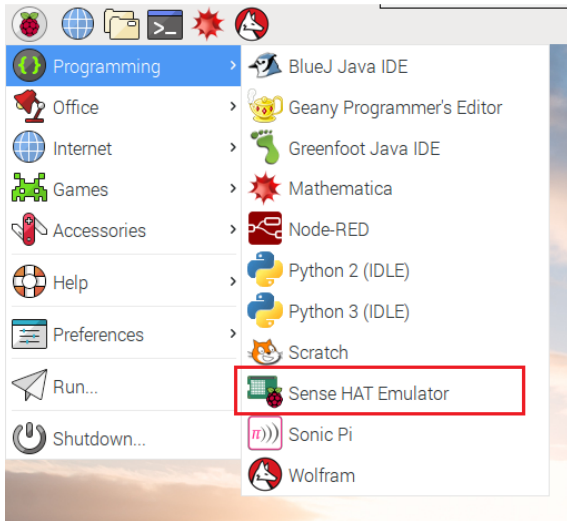 Programming
Office
Internet
Games
Accessories
Help
Preferences
Run...
Shutdown...
BlueJ Java IDE
Geany Programmer's Editor
Greenfoot Java IDE
Mathematica
Node-RED
Python 2 (IDLE)
Python 3 (IDLE)
Scratch
Sense HAT Emulator
π)))
Sonic Pi
Wolfram